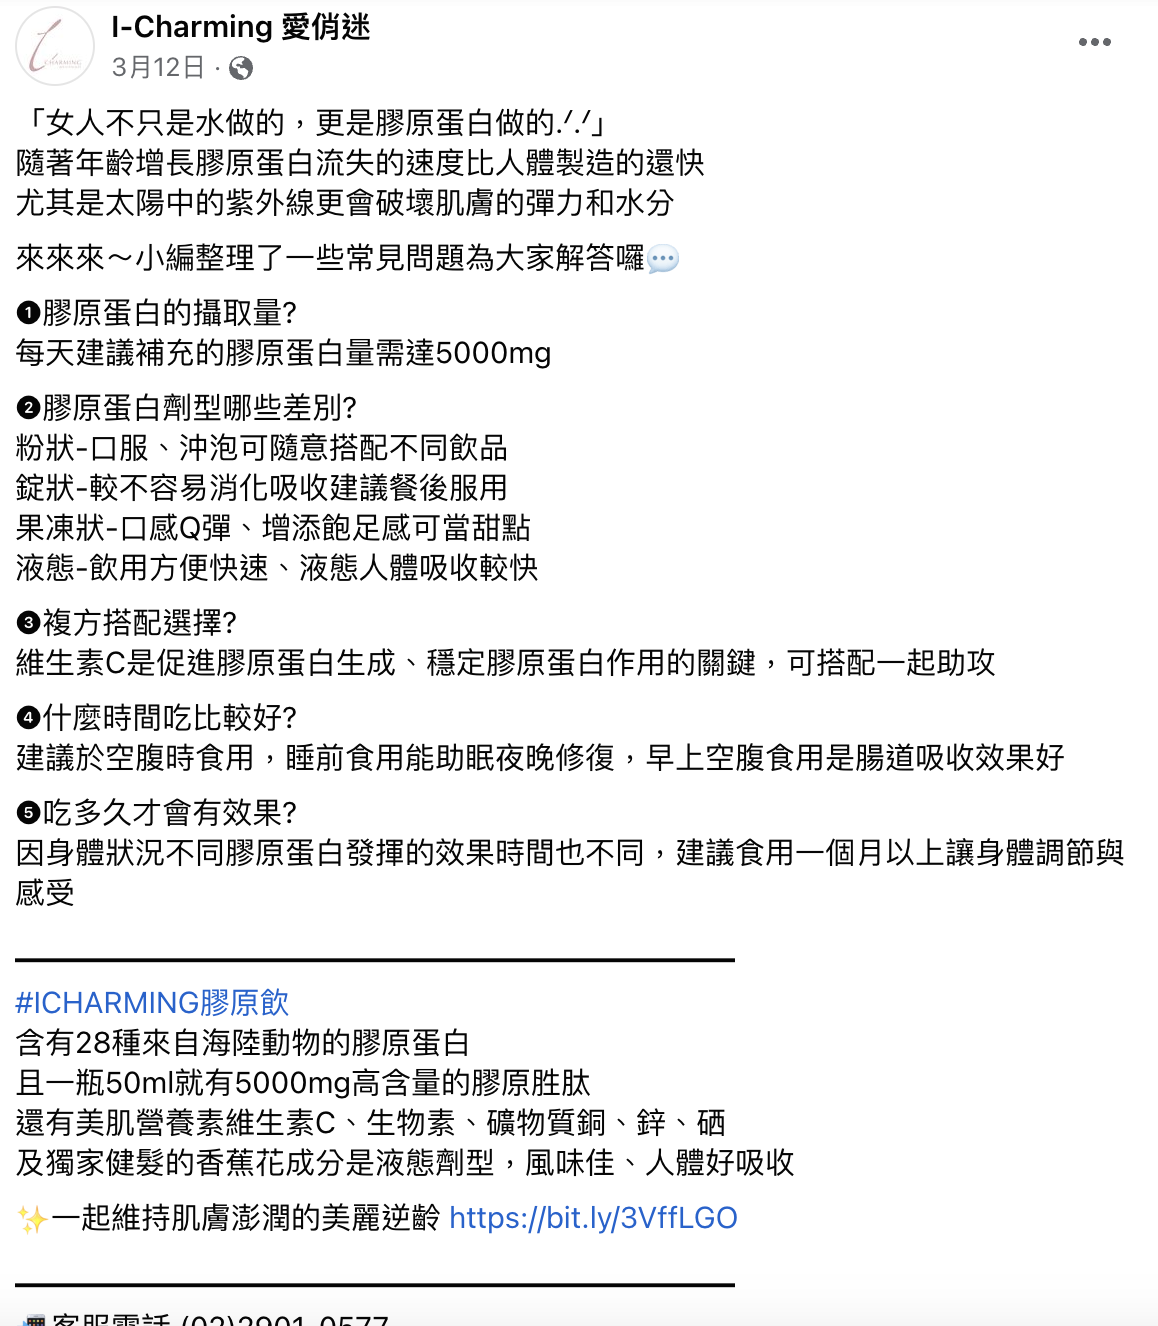 I-Charming 愛俏迷
3月12日 ·
CHARMING
「女人不只是水做的，更是膠原蛋白做的.ᐟ.ᐟ」
隨著年齡增長膠原蛋白流失的速度比人體製造的還快
尤其是太陽中的紫外線更會破壞肌膚的彈力和水分
來來來～小編整理了一些常見問題為大家解答囉💬
❶膠原蛋白的攝取量?
每天建議補充的膠原蛋白量需達5000mg
❷膠原蛋白劑型哪些差別?
粉狀-口服、沖泡可隨意搭配不同飲品
錠狀-較不容易消化吸收建議餐後服用
果凍狀-口感Q彈、增添飽足感可當甜點
液態-飲用方便快速、液態人體吸收較快
❸複方搭配選擇?
維生素C是促進膠原蛋白生成、穩定膠原蛋白作用的關鍵，可搭配一起助攻
❹什麼時間吃比較好?
建議於空腹時食用，睡前食用能助眠夜晚修復，早上空腹食用是腸道吸收效果好
❺吃多久才會有效果?
因身體狀況不同膠原蛋白發揮的效果時間也不同，建議食用一個月以上讓身體調節與
感受
#ICHARMING膠原飲
含有28種來自海陸動物的膠原蛋白
且一瓶50ml就有5000mg高含量的膠原胜肽
還有美肌營養素維生素C、生物素、礦物質銅、鋅、硒
及獨家健髮的香蕉花成分是液態劑型，風味佳、人體好吸收
✨一起維持肌膚澎潤的美麗逆齡 https://bit.ly/3VffLGO
客服電話 (02)2901-0577